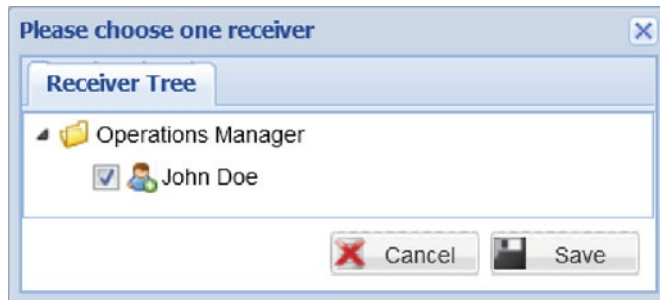 Please choose one receiver
Receiver Tree
Operations Manager
John Doe
Cancel Save